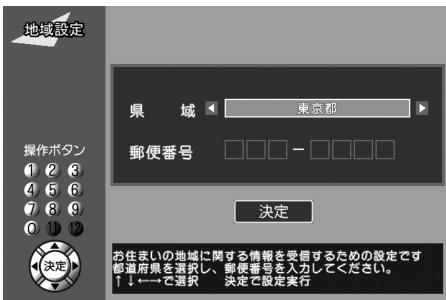 地域設定
県 域 ◀ 東京都 ▶
郵便番号 □□□－□□□□
操作ボタン
1 2 3
4 5 6
7 8 9
0 11 12
決定
決定
お住まいの地域に関する情報を受信するための設定です
都道府県を選択し、郵便番号を入力してください。
↑↓←→で選択 決定で設定実行